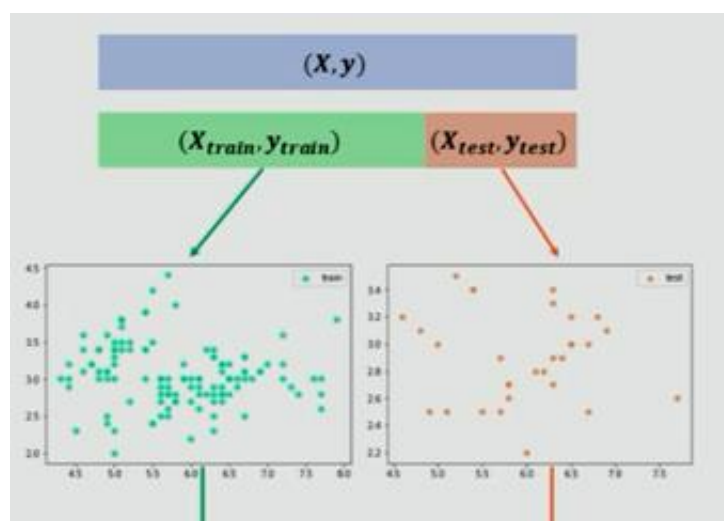 (X, y)
(X_train, y_train) (X_test, y_test)
4.5
4.0
3.5
3.0
2.5
2.0
4.5 5.0 5.5 6.0 6.5 7.0 7.5 8.0
train
3.4
3.2
3.0
2.8
2.6
2.4
2.2
4.5 5.0 5.5 6.0 6.5 7.0 7.5
test